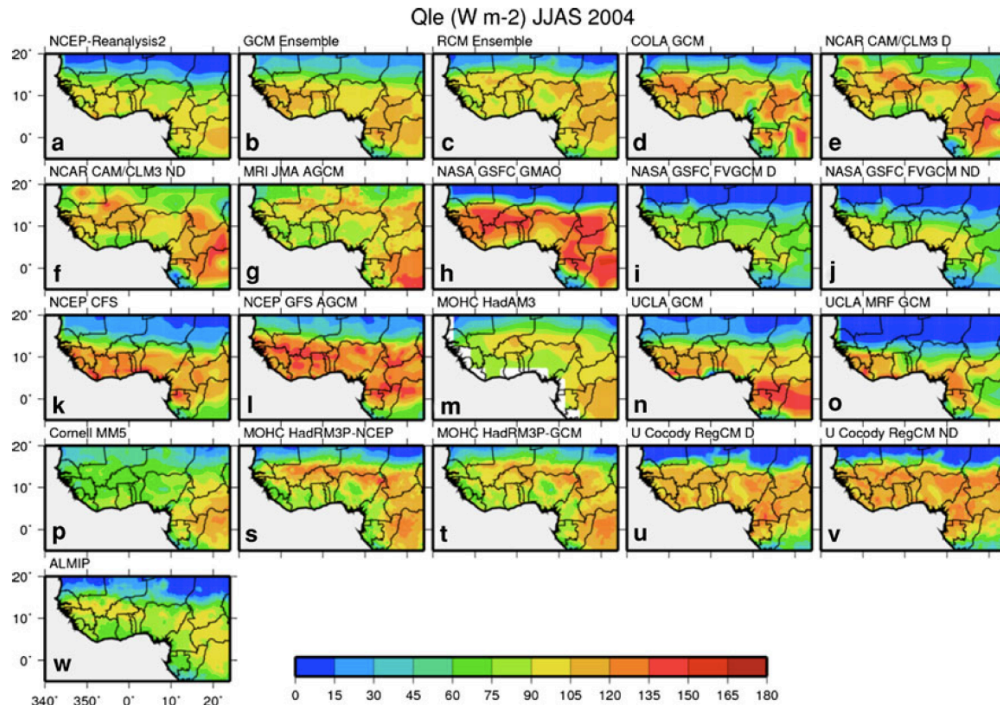 Qle (W m-2) JJAS 2004
NCEP-Reanalysis2 GCM Ensemble RCM Ensemble COLA GCM NCAR CAM/CLM3 D
20˚
10˚
0˚
a b c d e
NCAR CAM/CLM3 ND MRI JMA AGCM NASA GSFC GMAO NASA GSFC FVGCM D NASA GSFC FVGCM ND
20˚
10˚
0˚
f g h i j
NCEP CFS NCEP GFS AGCM MOHC HadAM3 UCLA GCM UCLA MRF GCM
20˚
10˚
0˚
k l m n o
Cornell MM5 MOHC HadRM3P-NCEP MOHC HadRM3P-GCM U Cocody RegCM D U Cocody RegCM ND
20˚
10˚
0˚
p s t u v
ALMIP
20˚
10˚
0˚
w
340˚ 350˚ 0˚ 10˚ 20˚
0 15 30 45 60 75 90 105 120 135 150 165 180